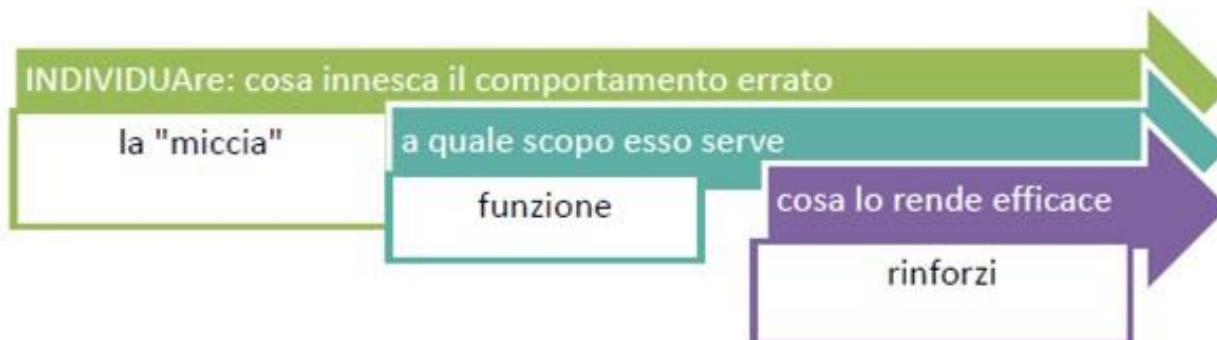 INDIVIDUAre: cosa innesca il comportamento errato
la "miccia"
a quale scopo esso serve
funzione
cosa lo rende efficace
rinforzi